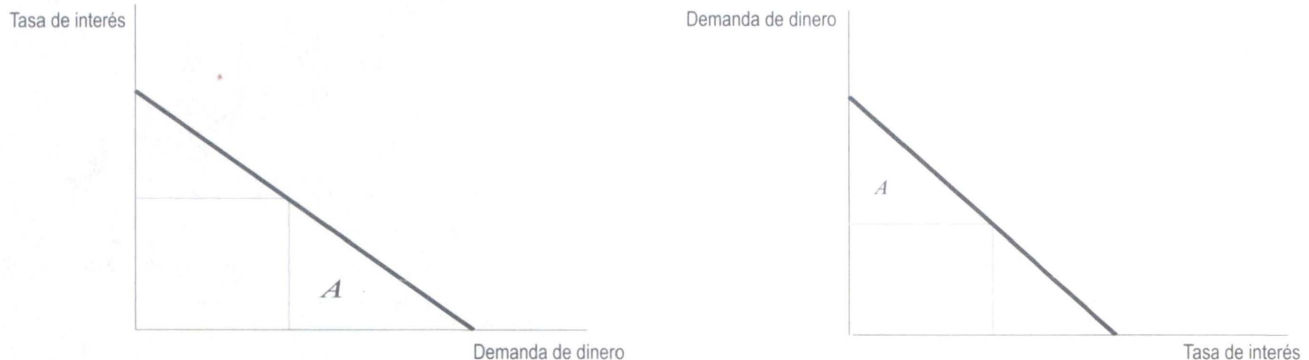 Tasa de interés
A
Demanda de dinero
Demanda de dinero
A
Tasa de interés